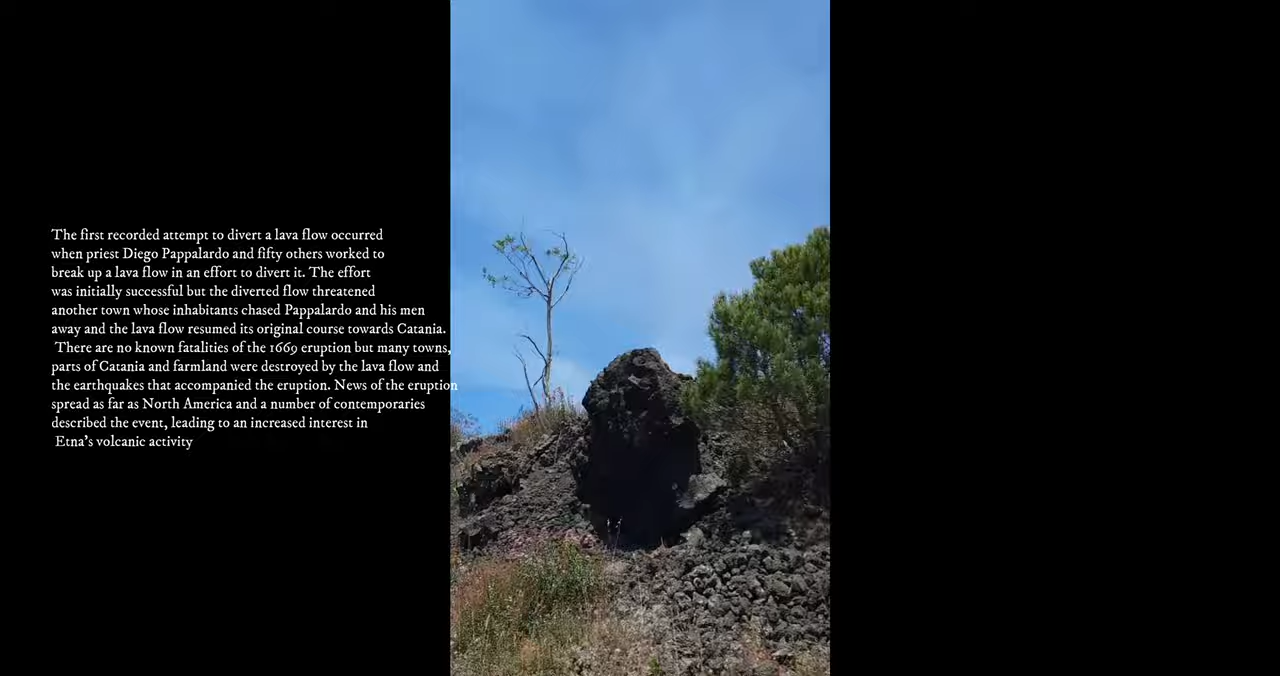 The first recorded attempt to divert a lava flow occurred
when priest Diego Pappalardo and fifty others worked to
break up a lava flow in an effort to divert it. The effort
was initially successful but the diverted flow threatened
another town whose inhabitants chased Pappalardo and his men
away and the lava flow resumed its original course towards Catania.
There are no known fatalities of the 1669 eruption but many towns,
parts of Catania and farmland were destroyed by the lava flow and
the earthquakes that accompanied the eruption. News of the eruption
spread as far as North America and a number of contemporaries
described the event, leading to an increased interest in
Etna's volcanic activity